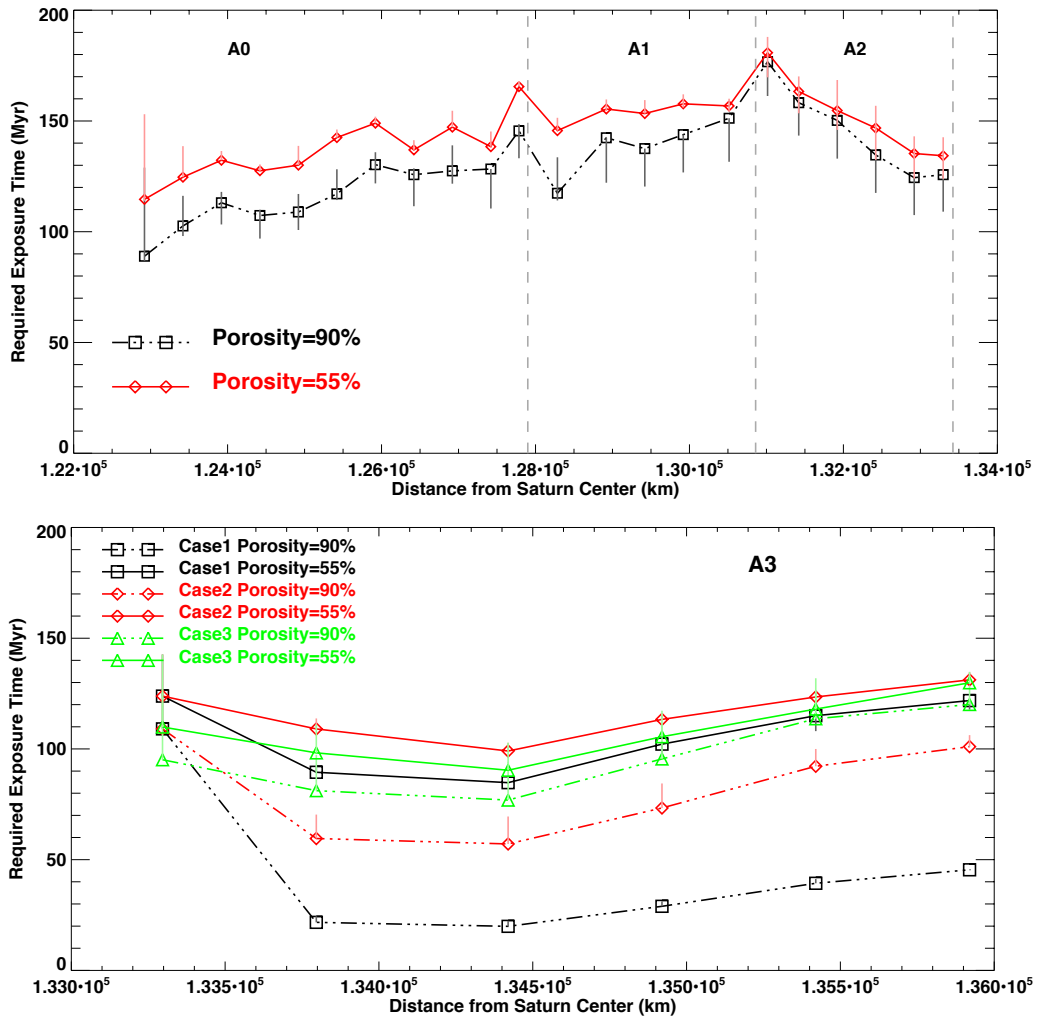 200
150
100
50
0
Required Exposure Time (Myr)
A0
A1
A2
Porosity=90%
Porosity=55%
1.22•10⁵
1.24•10⁵
1.26•10⁵
1.28•10⁵
1.30•10⁵
1.32•10⁵
1.34•10⁵
Distance from Saturn Center (km)
200
150
100
50
0
Required Exposure Time (Myr)
Case1 Porosity=90%
Case1 Porosity=55%
Case2 Porosity=90%
Case2 Porosity=55%
Case3 Porosity=90%
Case3 Porosity=55%
A3
1.330•10⁵
1.335•10⁵
1.340•10⁵
1.345•10⁵
1.350•10⁵
1.355•10⁵
1.360•10⁵
Distance from Saturn Center (km)